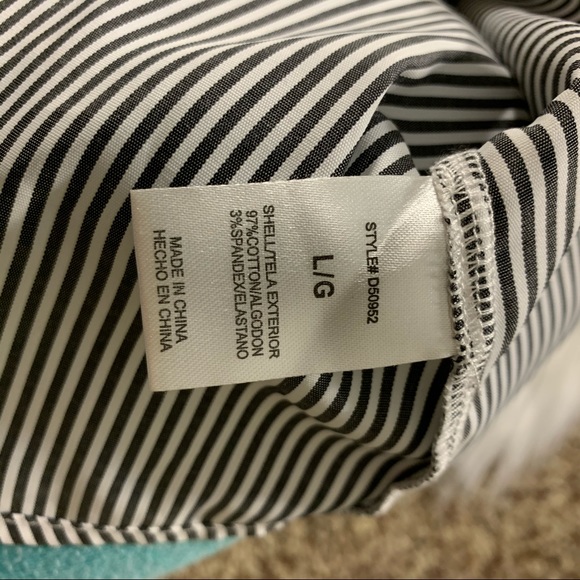 STYLE# D50952
L/G
SHELL/TELA EXTERIOR
97%COTTON/ALGODON
3%SPANDEX/ELASTANO
MADE IN CHINA
HECHO EN CHINA